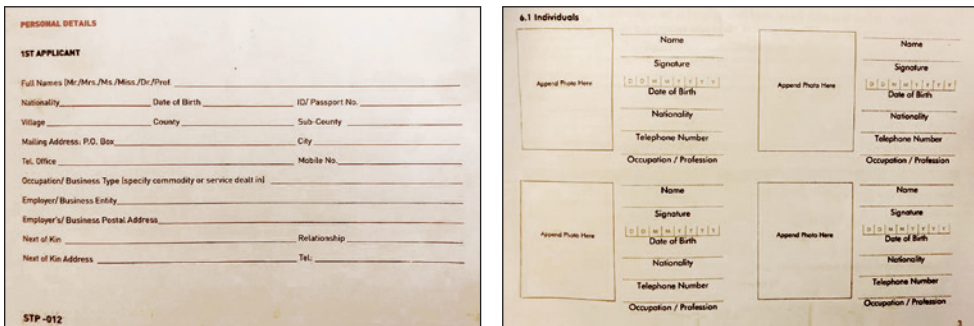 PERSONAL DETAILS
1ST APPLICANT
Full Names (Mr./Mrs./Ms./Miss./Dr./Prof.
Nationality Date of Birth ID/ Passport No.
Village County Sub-County
Mailing Address: P.O. Box City
Tel. Office Mobile No.
Occupation/ Business Type (specify commodity or service dealt in)
Employer/ Business Entity
Employer's/ Business Postal Address
Next of Kin Relationship
Next of Kin Address Tel:
STP -012
6.1 Individuals
Append Photo Here
Name
Signature
D D M M Y Y Y Y
Date of Birth
Nationality
Telephone Number
Occupation / Profession
Append Photo Here
Name
Signature
D D M M Y Y Y Y
Date of Birth
Nationality
Telephone Number
Occupation / Profession
Append Photo Here
Name
Signature
D D M M Y Y Y Y
Date of Birth
Nationality
Telephone Number
Occupation / Profession
Append Photo Here
Name
Signature
D D M M Y Y Y Y
Date of Birth
Nationality
Telephone Number
Occupation / Profession
3